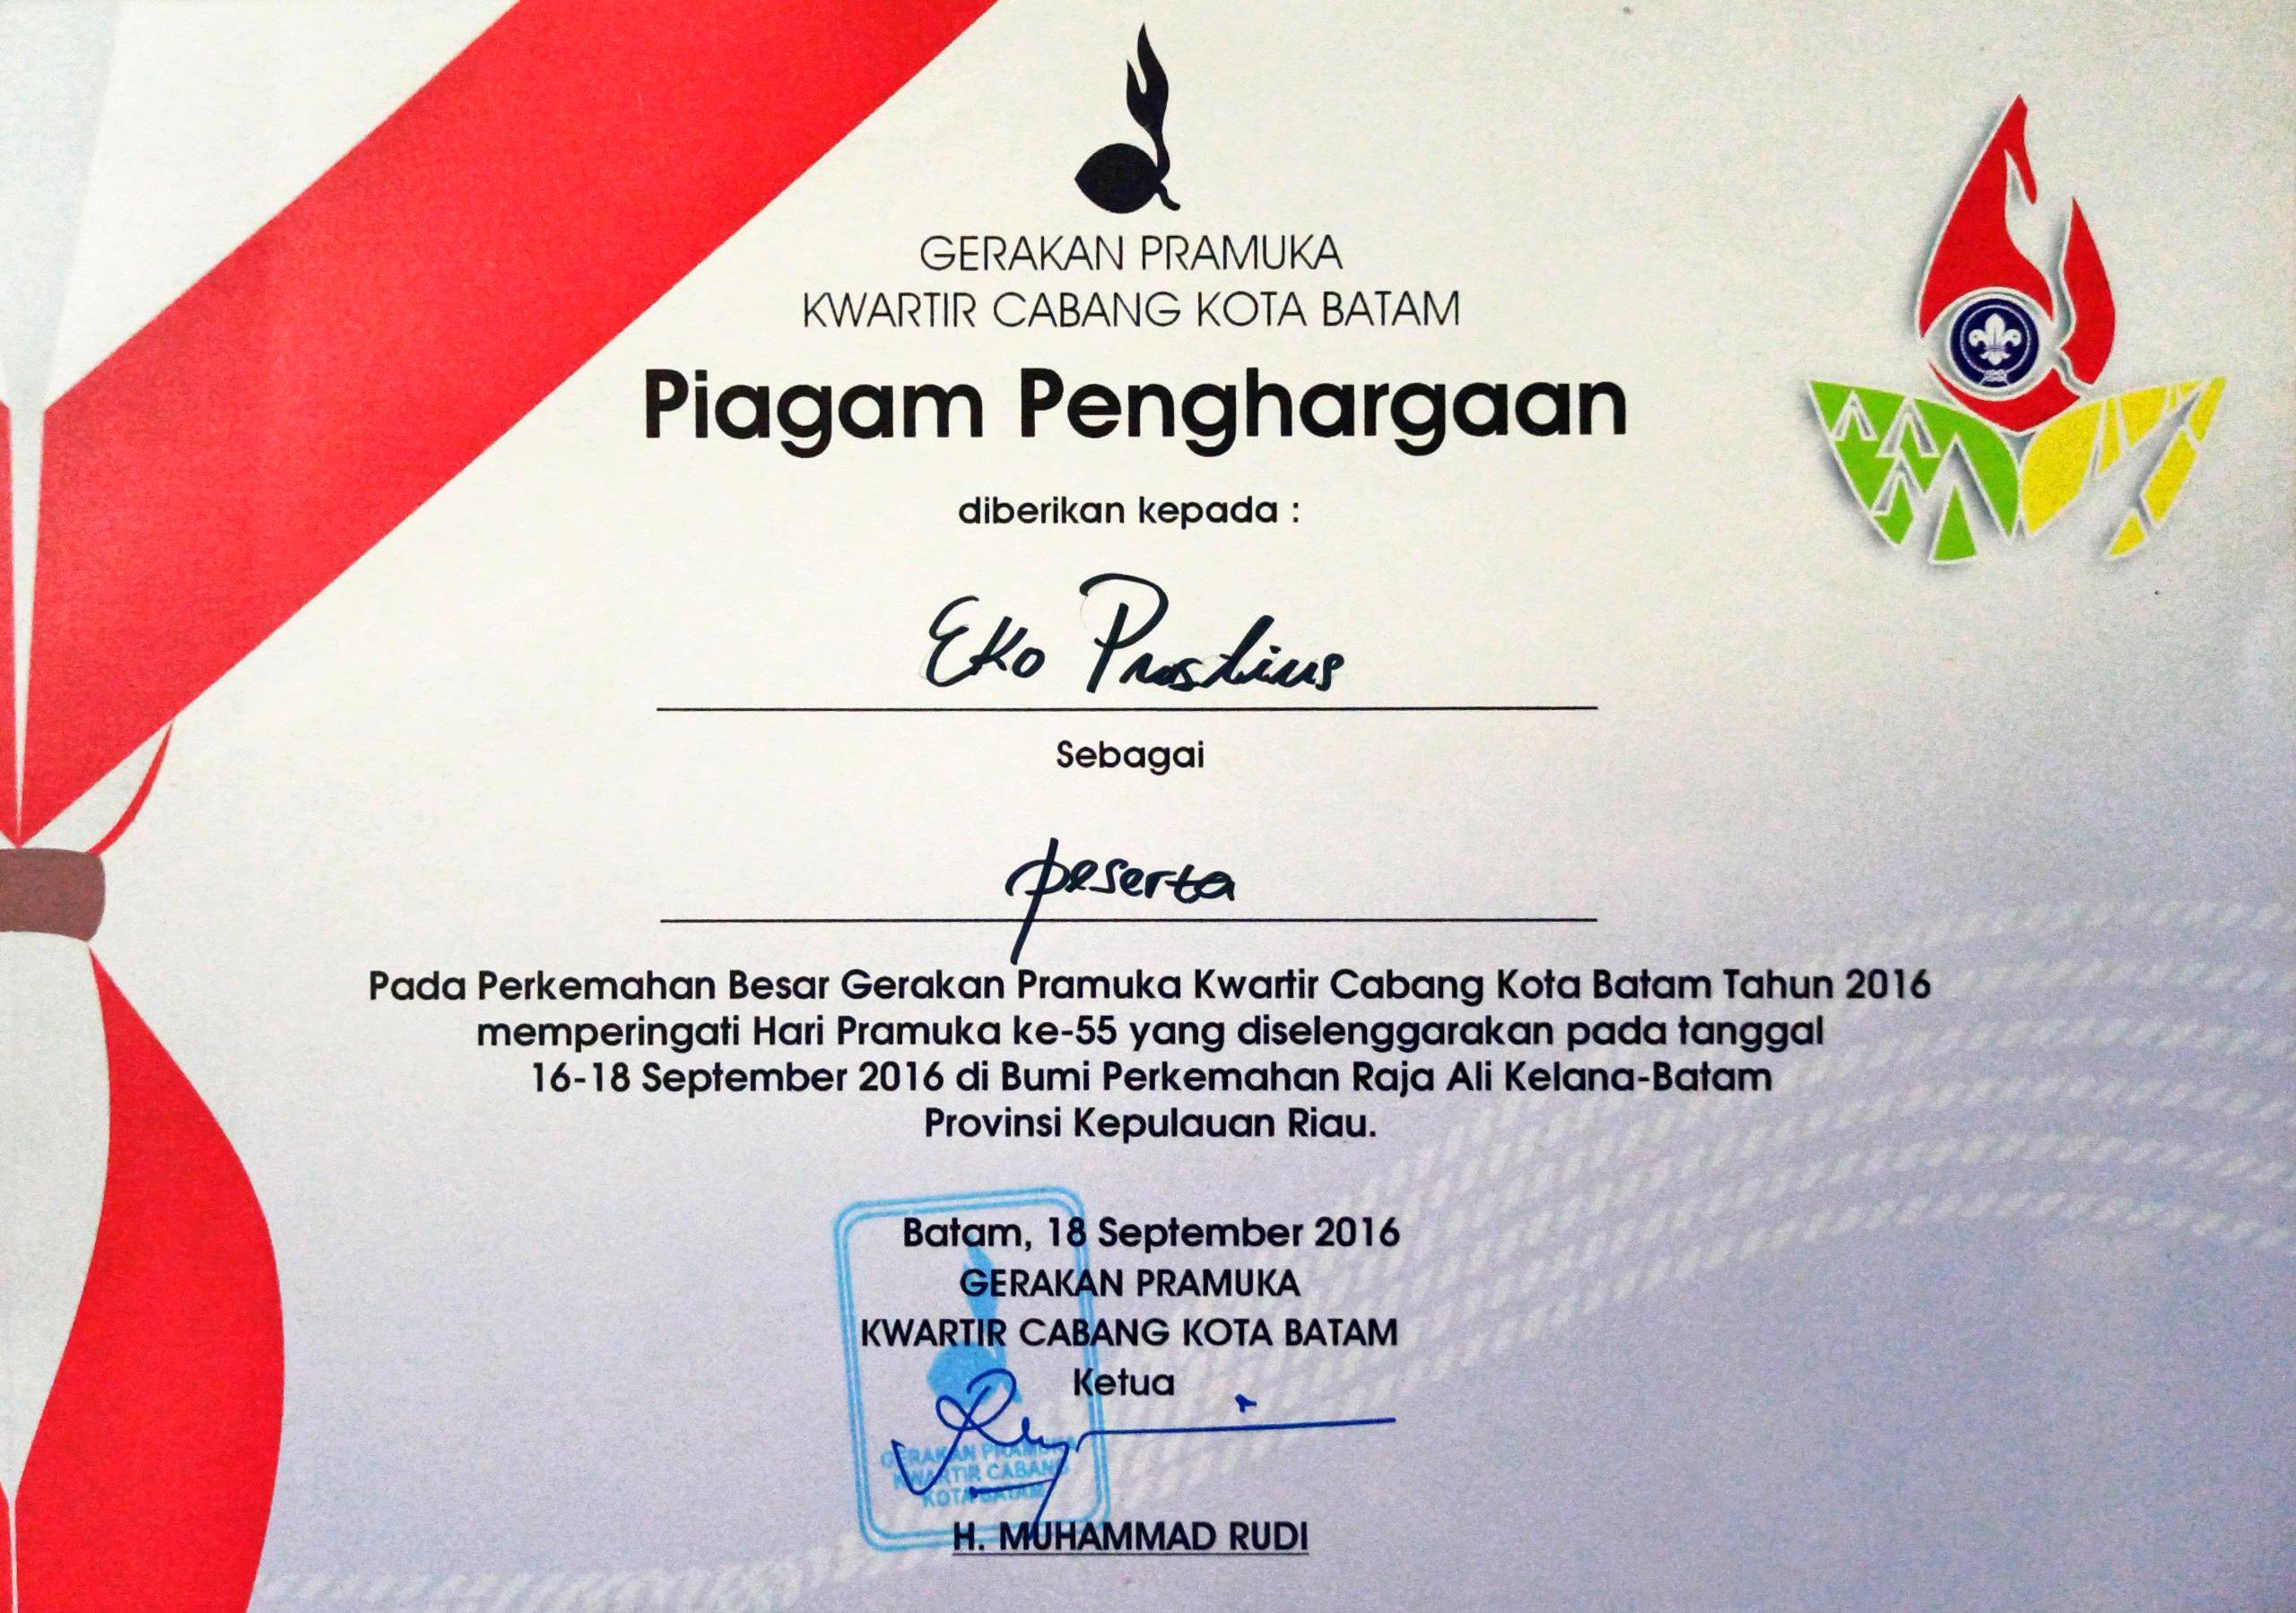 GERAKAN PRAMUKA
KWARTIR CABANG KOTA BATAM
Piagam Penghargaan
diberikan kepada :
Eko
Sebagai
peserta
Pada Perkemahan Besar Gerakan Pramuka Kwartir Cabang Kota Batam Tahun 2016
memperingati Hari Pramuka ke-55 yang diselenggarakan pada tanggal
16-18 September 2016 di Bumi Perkemahan Raja Ali Kelana-Batam
Provinsi Kepulauan Riau.
Batam, 18 September 2016
GERAKAN PRAMUKA
KWARTIR CABANG KOTA BATAM
Ketua
GERAKAN PRAMUKA
KWARTIR CABANG
KOTA BATAM
H. MUHAMMAD RUDI